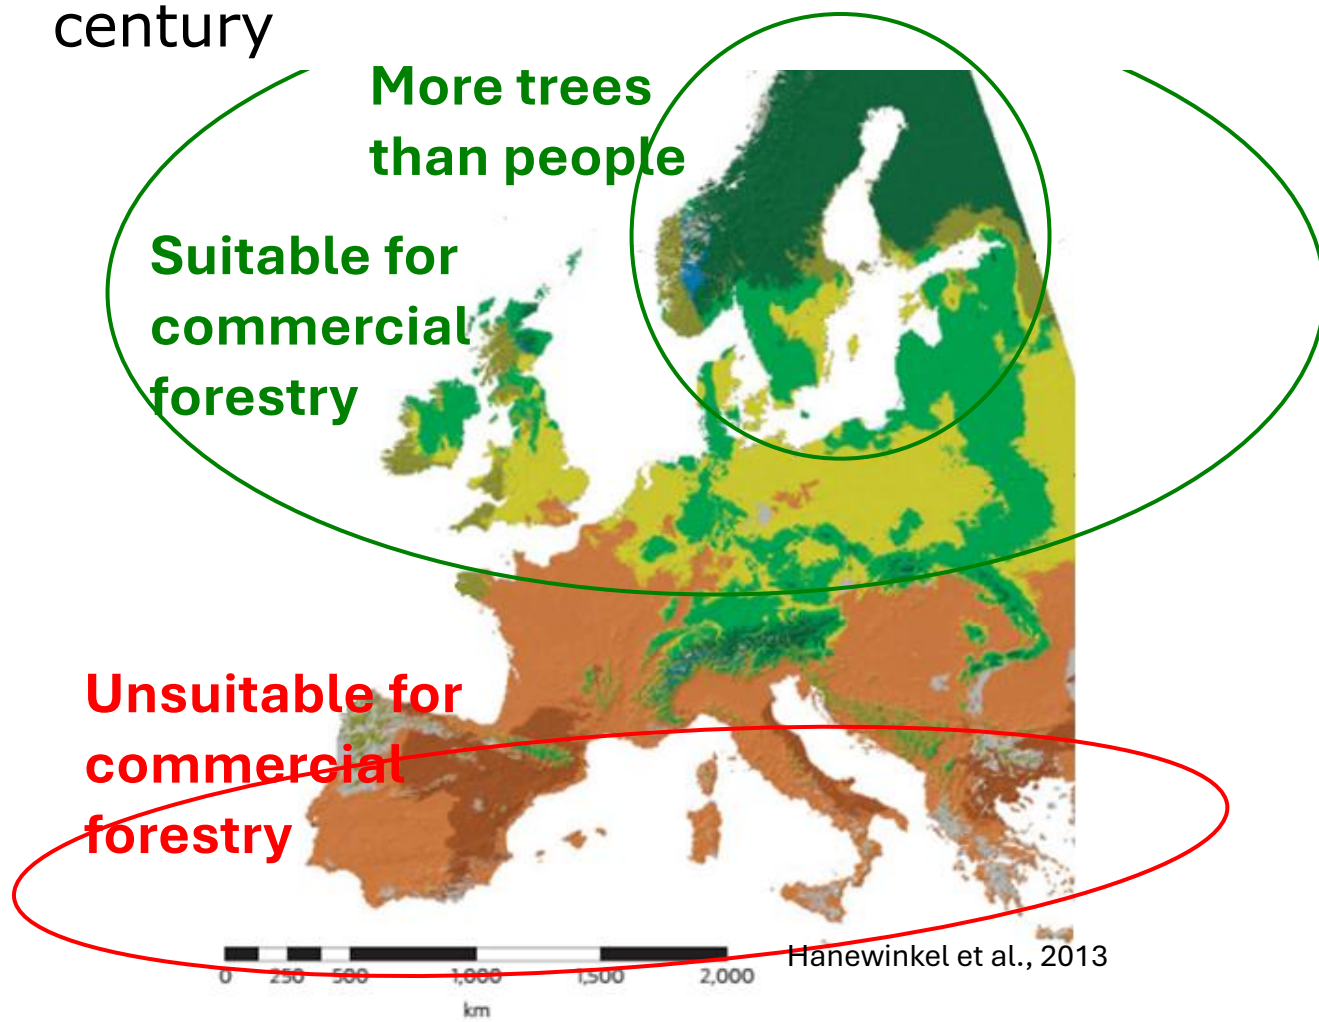 century
More trees
than people
Suitable for
commercial
forestry
Unsuitable for
commercial
forestry
Hanewinkel et al., 2013
0 250 500 1,000 1,500 2,000
km